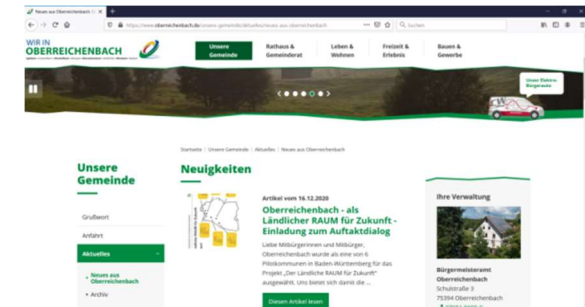 Neues aus Oberreichenbach
https://www.oberreichenbach.de/unsere-gemeinde/aktuelles/neues-aus-oberreichenbach
Suchen
WIR IN
OBERREICHENBACH
Unsere
Gemeinde
Rathaus &
Gemeinderat
Leben &
Wohnen
Freizeit &
Erlebnis
Bauen &
Gewerbe
Unser Elektro-
Bürgerauto
Startseite | Unsere Gemeinde | Aktuelles | Neues aus Oberreichenbach
Unsere
Gemeinde
Grußwort
Anfahrt
Aktuelles
Neues aus
Oberreichenbach
Archiv
Neuigkeiten
Artikel vom 16.12.2020
Oberreichenbach - als
Ländlicher RAUM für Zukunft -
Einladung zum Auftaktdialog
Liebe Mitbürgerinnen und Mitbürger,
Oberreichenbach wurde als eine von 6
Pilotkommunen in Baden-Württemberg für das
Projekt „Der Ländliche RAUM für Zukunft"
ausgewählt. Uns bietet sich damit die ...
Diesen Artikel lesen
Ihre Verwaltung
Bürgermeisteramt
Oberreichenbach
Schulstraße 3
75394 Oberreichenbach